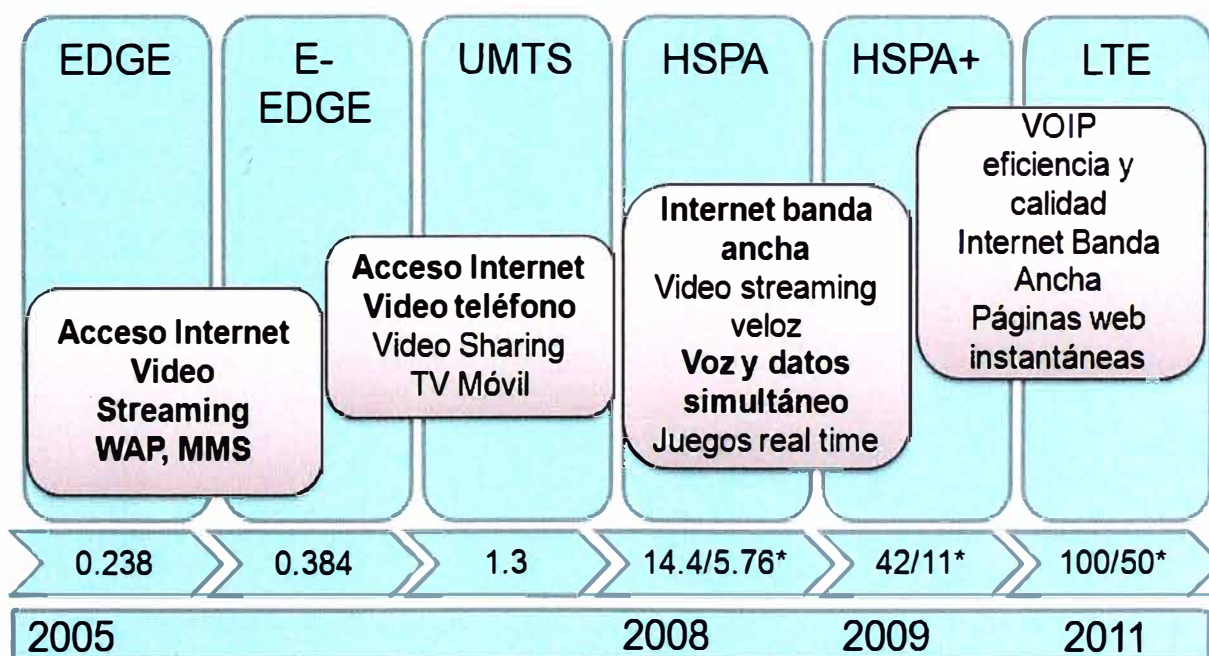 EDGE
E-
EDGE
UMTS
HSPA
HSPA+
LTE
Acceso Internet
Video
Streaming
WAP, MMS
Acceso Internet
Video teléfono
Video Sharing
TV Móvil
Internet banda
ancha
Video streaming
veloz
Voz y datos
simultáneo
Juegos real time
VOIP
eficiencia y
calidad
Internet Banda
Ancha
Páginas web
instantáneas
0.238
0.384
1.3
14.4/5.76*
42/11*
100/50*
2005
2008
2009
2011